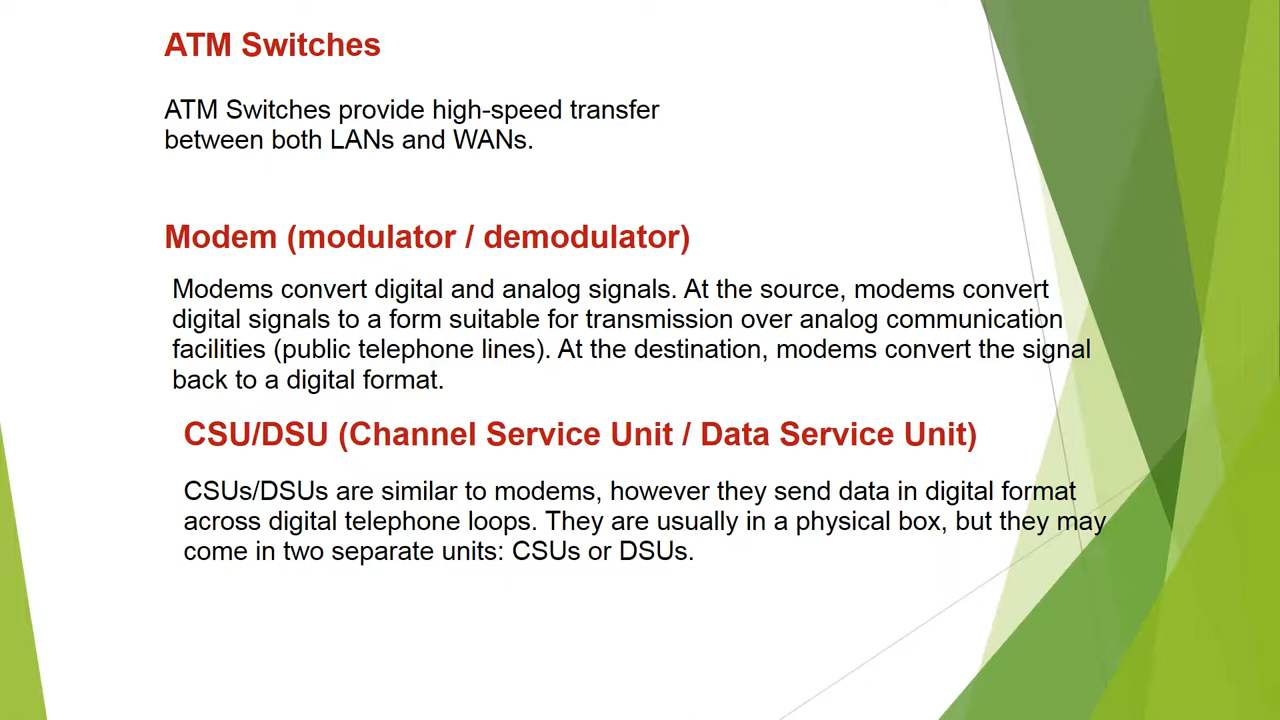 ATM Switches
ATM Switches provide high-speed transfer
between both LANs and WANs.
Modem (modulator / demodulator)
Modems convert digital and analog signals. At the source, modems convert
digital signals to a form suitable for transmission over analog communication
facilities (public telephone lines). At the destination, modems convert the signal
back to a digital format.
CSU/DSU (Channel Service Unit / Data Service Unit)
CSUs/DSUs are similar to modems, however they send data in digital format
across digital telephone loops. They are usually in a physical box, but they may
come in two separate units: CSUs or DSUs.